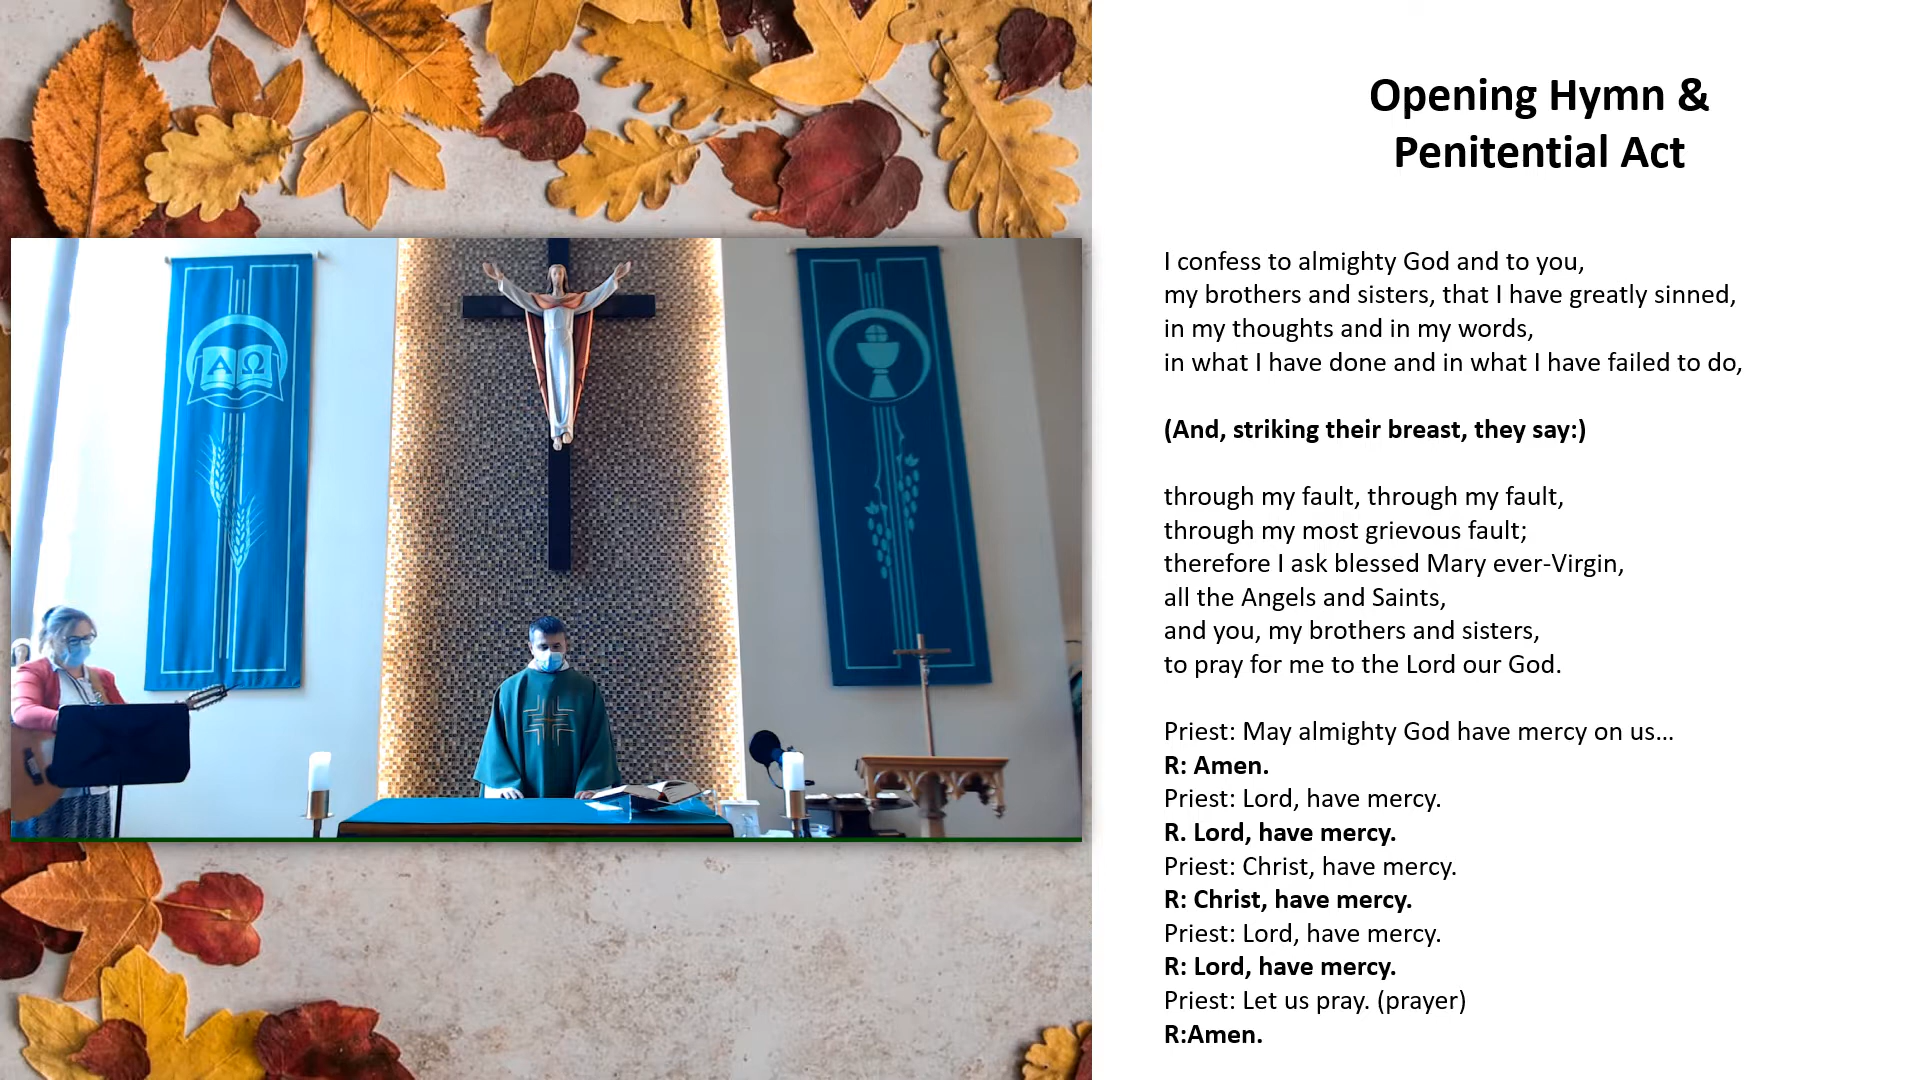 Opening Hymn &
Penitential Act
I confess to almighty God and to you,
my brothers and sisters, that I have greatly sinned,
in my thoughts and in my words,
in what I have done and in what I have failed to do,
(And, striking their breast, they say:)
through my fault, through my fault,
through my most grievous fault;
therefore I ask blessed Mary ever-Virgin,
all the Angels and Saints,
and you, my brothers and sisters,
to pray for me to the Lord our God.
Priest: May almighty God have mercy on us...
R: Amen.
Priest: Lord, have mercy.
R. Lord, have mercy.
Priest: Christ, have mercy.
R: Christ, have mercy.
Priest: Lord, have mercy.
R: Lord, have mercy.
Priest: Let us pray. (prayer)
R:Amen.
Α Ω